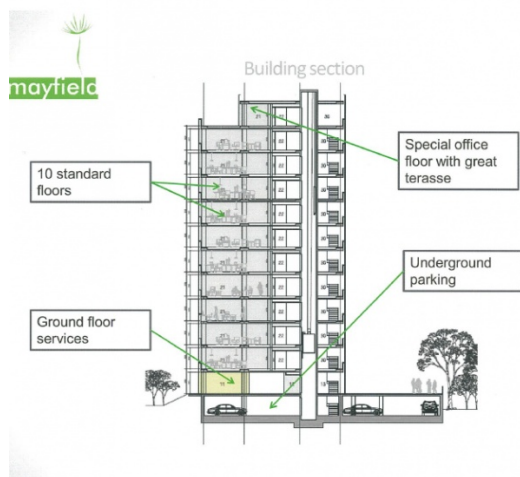 mayfield
Building section
Special office
floor with great
terasse
10 standard
floors
Underground
parking
Ground floor
services